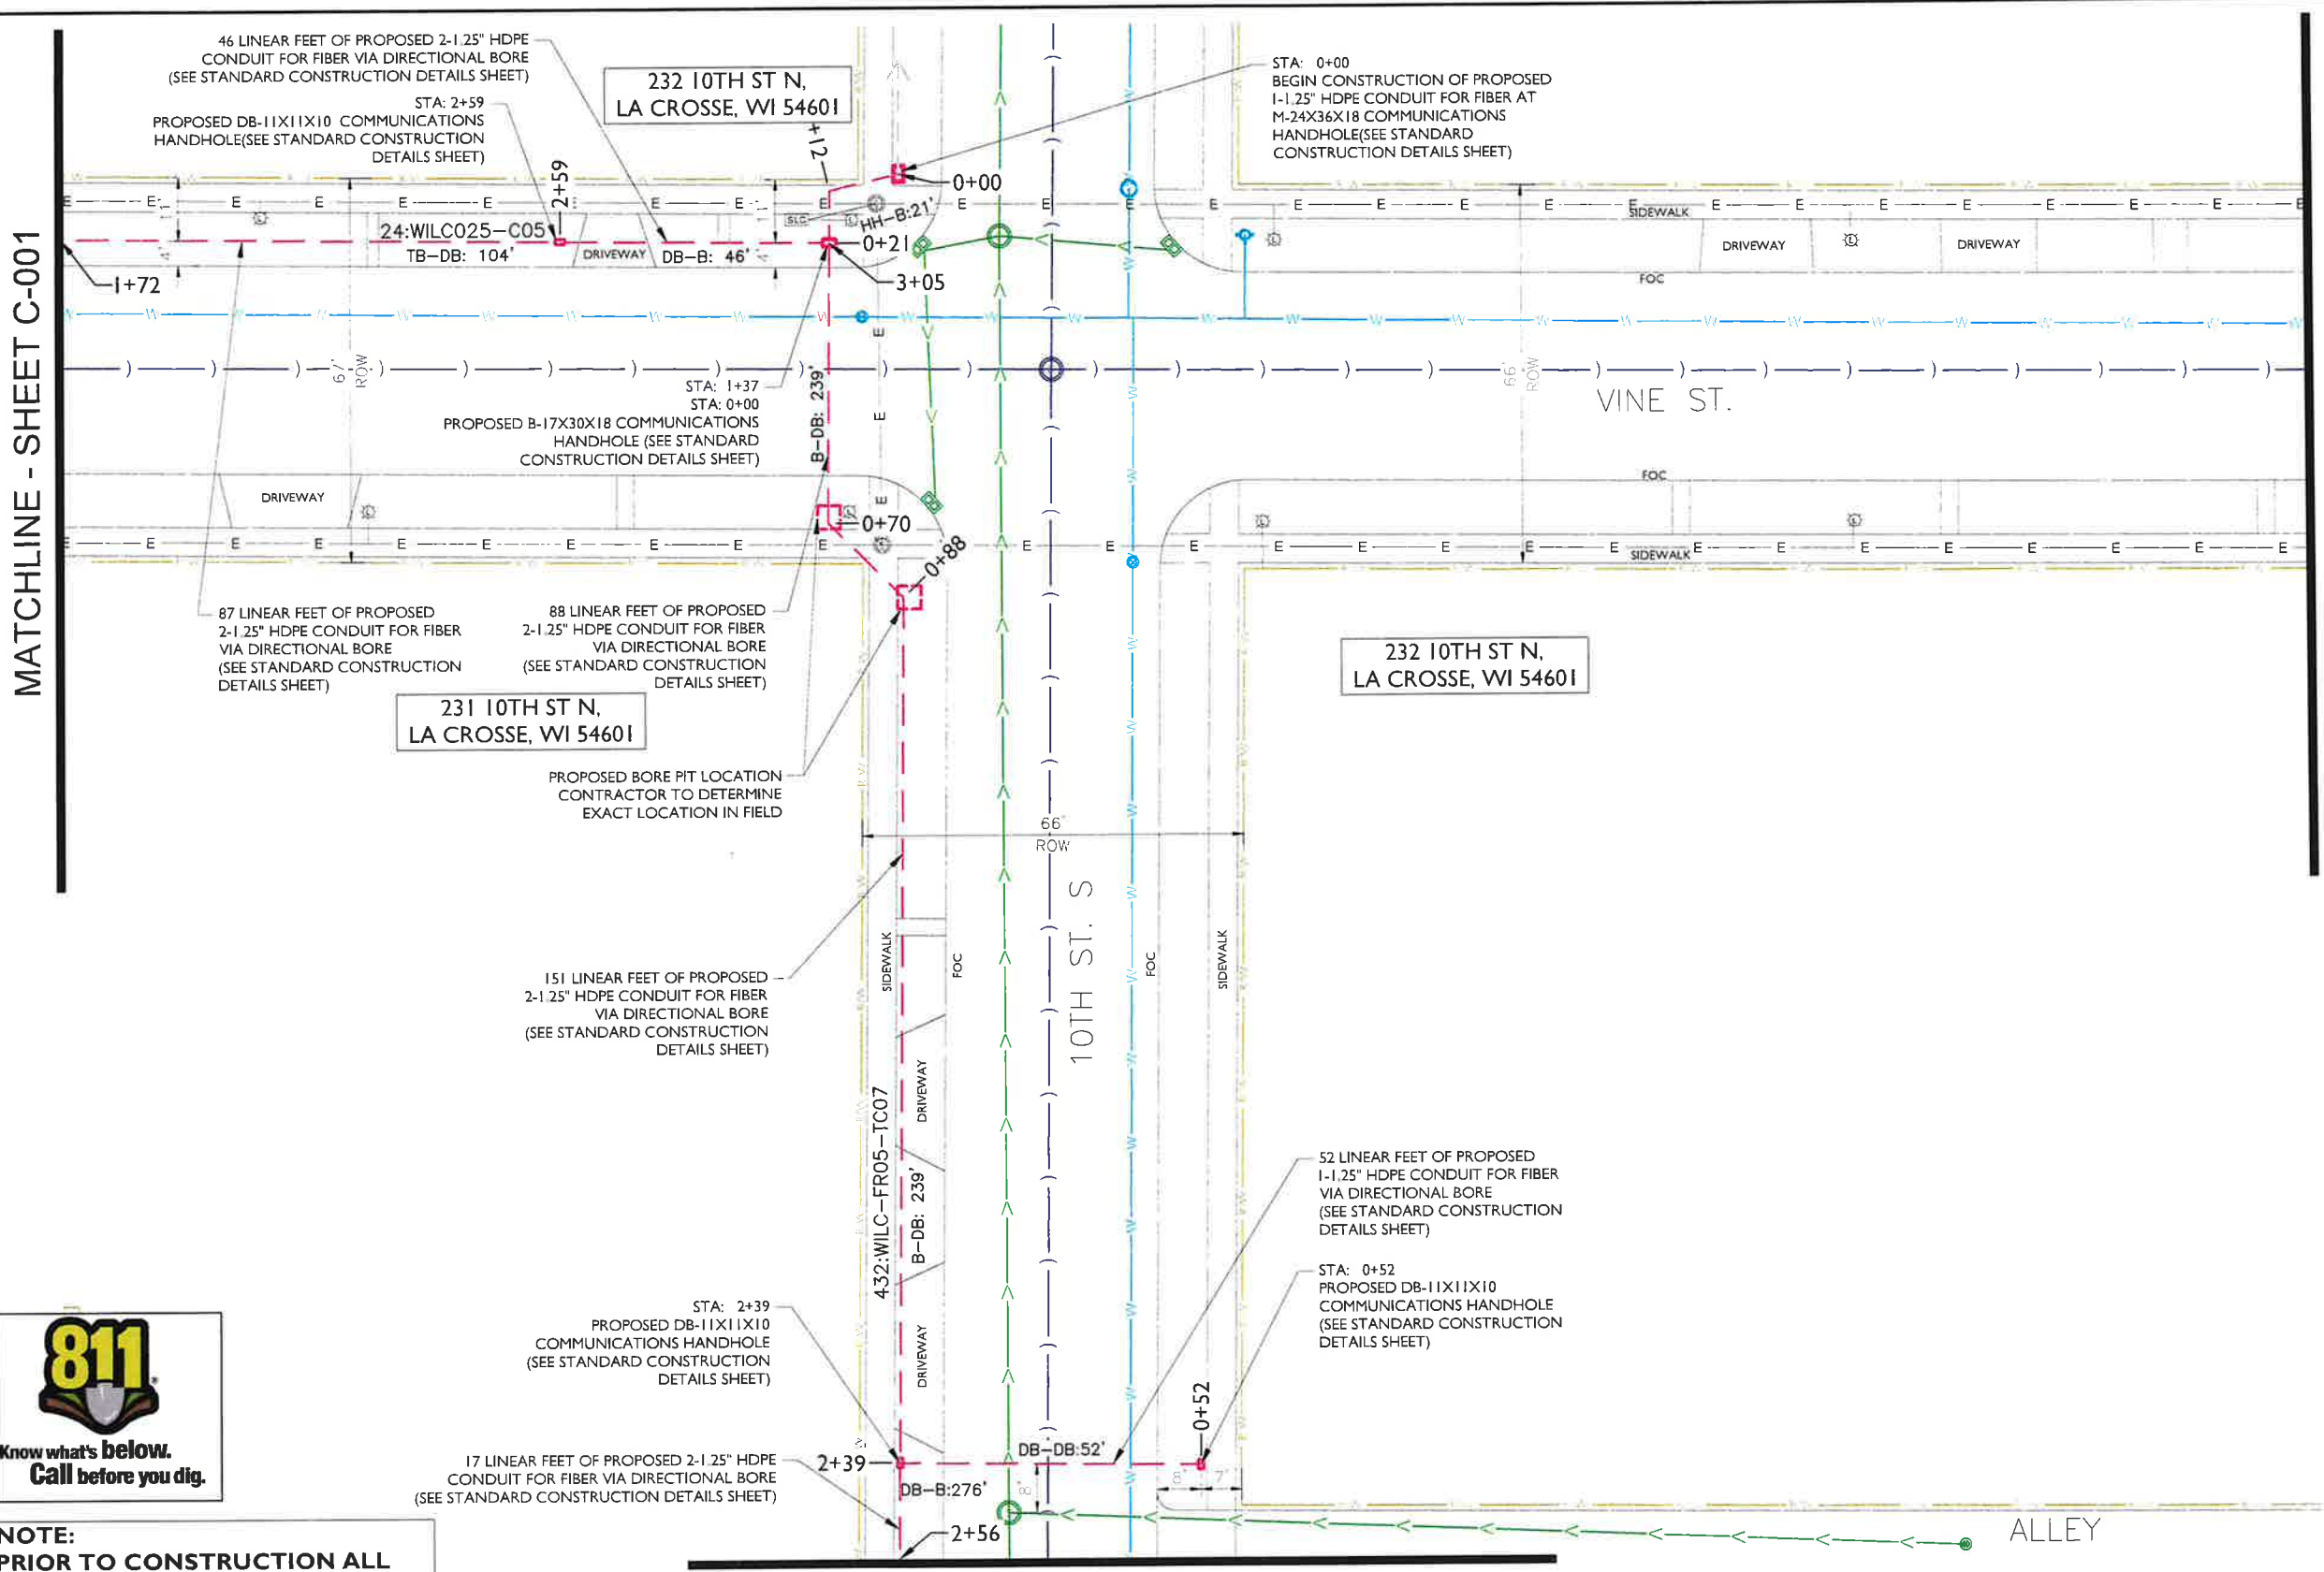 46 LINEAR FEET OF PROPOSED 2-1.25" HDPE
CONDUIT FOR FIBER VIA DIRECTIONAL BORE
(SEE STANDARD CONSTRUCTION DETAILS SHEET)
STA: 2+59
PROPOSED DB-11X11X10 COMMUNICATIONS
HANDHOLE(SEE STANDARD CONSTRUCTION
DETAILS SHEET)
232 10TH ST N,
LA CROSSE, WI 54601
STA: 0+00
BEGIN CONSTRUCTION OF PROPOSED
1-1.25" HDPE CONDUIT FOR FIBER AT
M-24X36X18 COMMUNICATIONS
HANDHOLE(SEE STANDARD
CONSTRUCTION DETAILS SHEET)
+12
2+59
0+00
HH-B:21'
SLC
24:WILC025-C05
TB-DB: 104'
DRIVEWAY
DB-B: 46'
0+21
3+05
1+72
SIDEWALK
DRIVEWAY
DRIVEWAY
FOC
MATCHLINE - SHEET C-001
67'
ROW
66'
ROW
VINE ST.
STA: 1+37
STA: 0+00
PROPOSED B-17X30X18 COMMUNICATIONS
HANDHOLE (SEE STANDARD
CONSTRUCTION DETAILS SHEET)
B-DB: 239'
DRIVEWAY
FOC
0+70
0+88
SIDEWALK
87 LINEAR FEET OF PROPOSED
2-1.25" HDPE CONDUIT FOR FIBER
VIA DIRECTIONAL BORE
(SEE STANDARD CONSTRUCTION
DETAILS SHEET)
88 LINEAR FEET OF PROPOSED
2-1.25" HDPE CONDUIT FOR FIBER
VIA DIRECTIONAL BORE
(SEE STANDARD CONSTRUCTION
DETAILS SHEET)
231 10TH ST N,
LA CROSSE, WI 54601
232 10TH ST N,
LA CROSSE, WI 54601
PROPOSED BORE PIT LOCATION
CONTRACTOR TO DETERMINE
EXACT LOCATION IN FIELD
66'
ROW
10TH ST. S
SIDEWALK
FOC
FOC
SIDEWALK
151 LINEAR FEET OF PROPOSED
2-1.25" HDPE CONDUIT FOR FIBER
VIA DIRECTIONAL BORE
(SEE STANDARD CONSTRUCTION
DETAILS SHEET)
DRIVEWAY
432:WILC-FR05-TC07
B-DB: 239'
52 LINEAR FEET OF PROPOSED
1-1.25" HDPE CONDUIT FOR FIBER
VIA DIRECTIONAL BORE
(SEE STANDARD CONSTRUCTION
DETAILS SHEET)
STA: 0+52
PROPOSED DB-11X11X10
COMMUNICATIONS HANDHOLE
(SEE STANDARD CONSTRUCTION
DETAILS SHEET)
STA: 2+39
PROPOSED DB-11X11X10
COMMUNICATIONS HANDHOLE
(SEE STANDARD CONSTRUCTION
DETAILS SHEET)
DRIVEWAY
0+52
17 LINEAR FEET OF PROPOSED 2-1.25" HDPE
CONDUIT FOR FIBER VIA DIRECTIONAL BORE
(SEE STANDARD CONSTRUCTION DETAILS SHEET)
2+39
DB-DB:52'
DB-B:276'
8'
8'
7'
2+56
ALLEY
811
Know what's below.
Call before you dig.
NOTE:
PRIOR TO CONSTRUCTION ALL